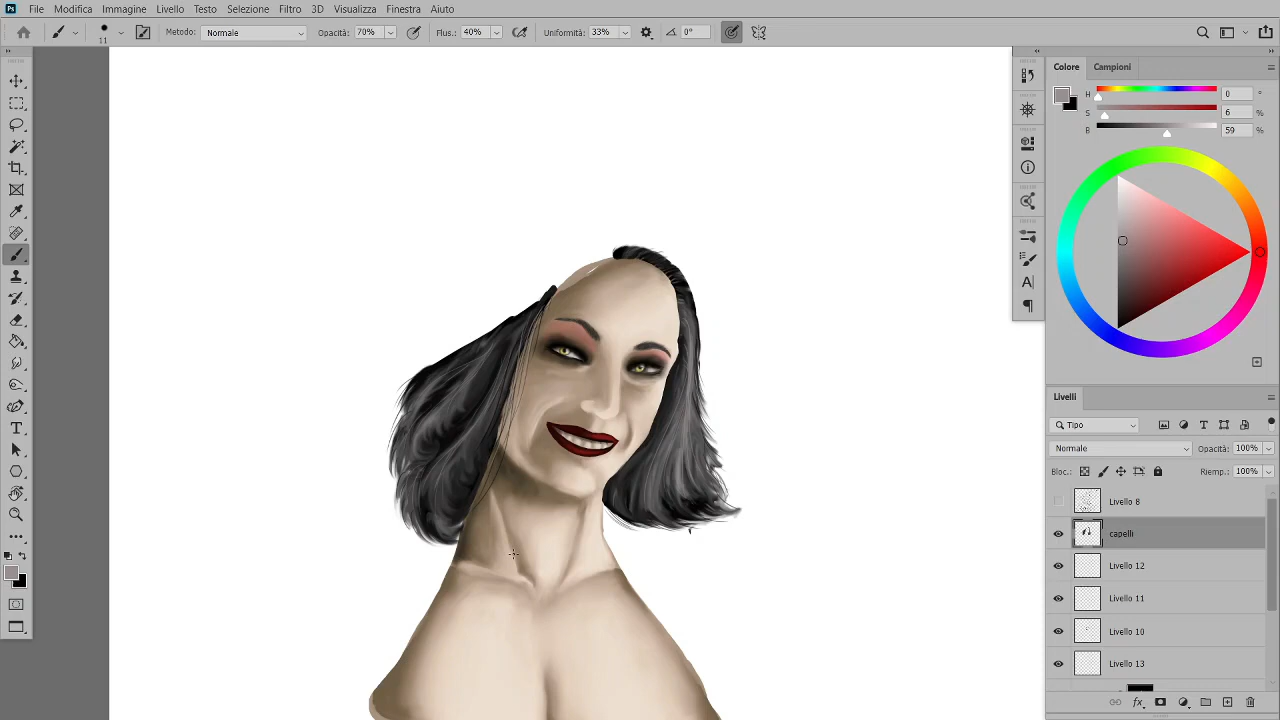 Ps File Modifica Immagine Livello Testo Selezione Filtro 3D Visualizza Finestra Aiuto
11 Metodo: Normale Opacità: 70% Flus.: 40% Uniformità: 33% 0°
Colore Campioni
H 0 °
S 6 %
B 59 %
Livelli
Tipo
Normale Opacità: 100%
Bloc.: Riemp.: 100%
Livello 8
capelli
Livello 12
Livello 11
Livello 10
Livello 13